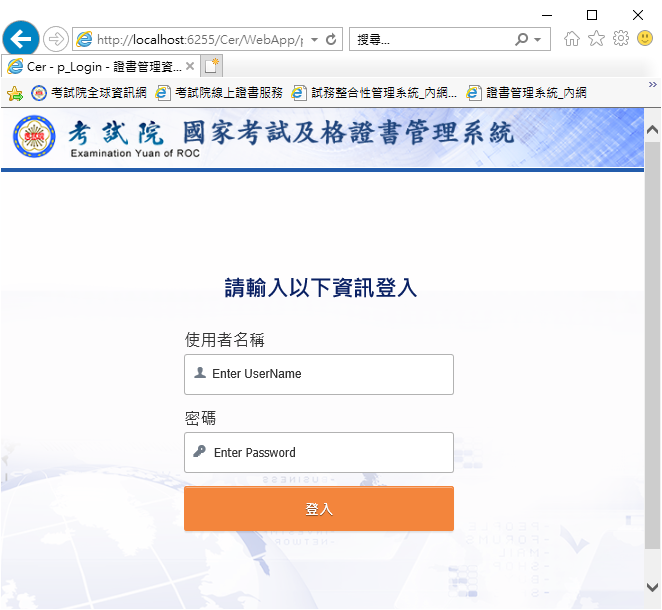 http://localhost:6255/Cer/WebApp/
搜尋...
Cer - p_Login - 證書管理資...
考試院全球資訊網
考試院線上證書服務
試務整合性管理系統_內網...
證書管理系統_內網
考試院 國家考試及格證書管理系統
Examination Yuan of ROC
請輸入以下資訊登入
使用者名稱
Enter UserName
密碼
Enter Password
登入